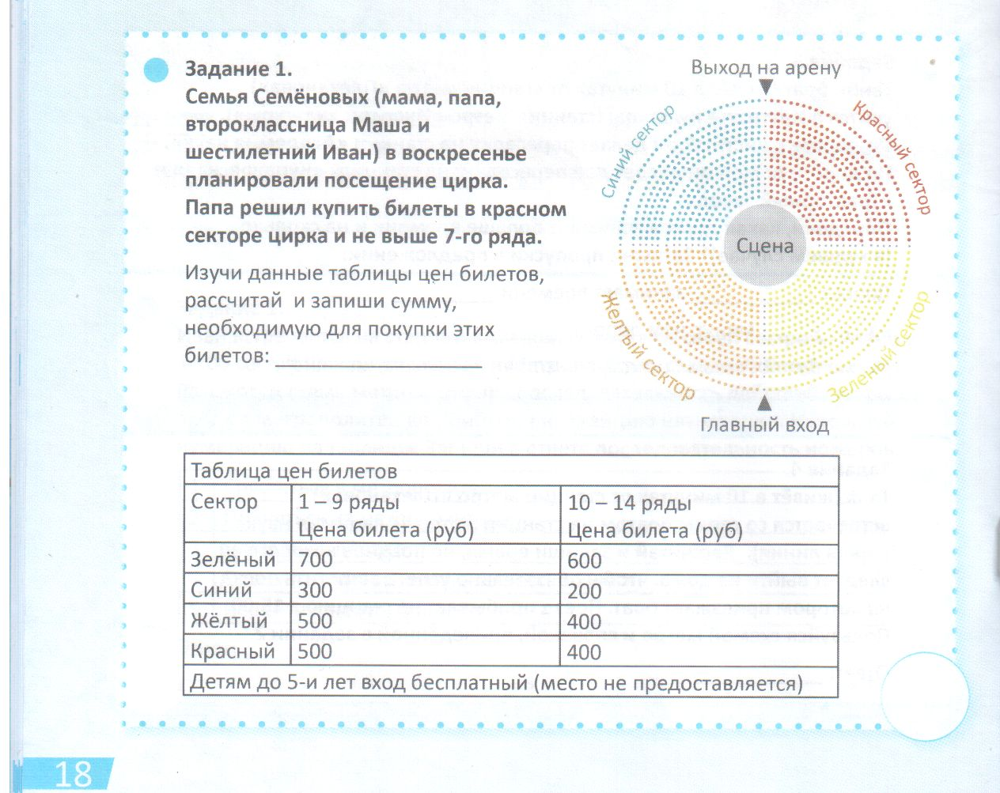 Задание 1.
Семья Семёновых (мама, папа,
второклассница Маша и
шестилетний Иван) в воскресенье
планировали посещение цирка.
Папа решил купить билеты в красном
секторе цирка и не выше 7-го ряда.
Изучи данные таблицы цен билетов,
рассчитай и запиши сумму,
необходимую для покупки этих
билетов:
Выход на арену
Синий сектор
Красный сектор
Сцена
Желтый сектор
Зеленый сектор
Главный вход
Таблица цен билетов
Сектор 1 – 9 ряды 10 – 14 ряды
Цена билета (руб) Цена билета (руб)
Зелёный 700 600
Синий 300 200
Жёлтый 500 400
Красный 500 400
Детям до 5-и лет вход бесплатный (место не предоставляется)
18